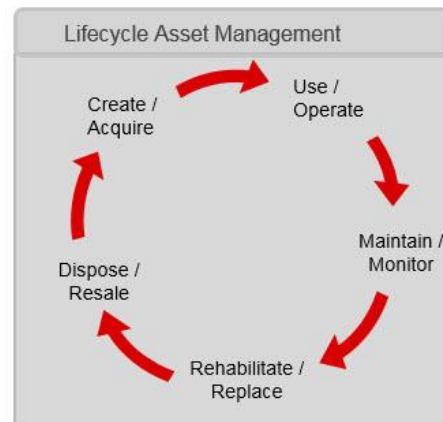 Lifecycle Asset Management
Create /
Acquire
Use /
Operate
Maintain /
Monitor
Rehabilitate /
Replace
Dispose /
Resale